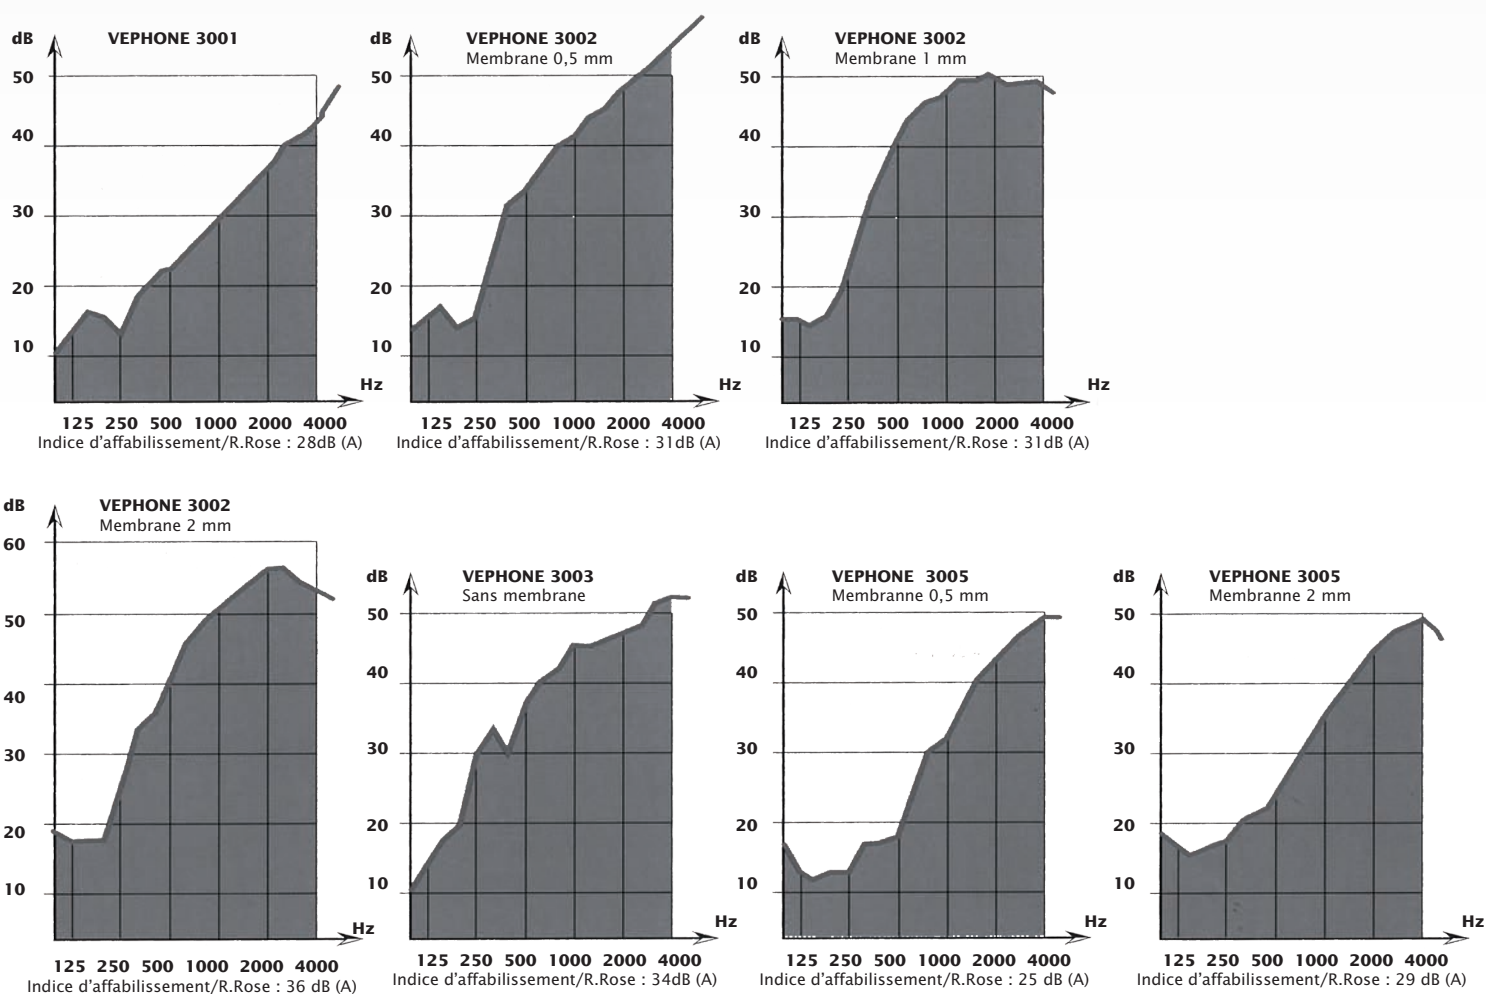 dB
VEPHONE 3001
50
40
30
20
10
Hz
125 250 500 1000 2000 4000
Indice d'affabilissement/R.Rose : 28dB (A)
dB
VEPHONE 3002
Membrane 0,5 mm
50
40
30
20
10
Hz
125 250 500 1000 2000 4000
Indice d'affabilissement/R.Rose : 31dB (A)
dB
VEPHONE 3002
Membrane 1 mm
50
40
30
20
10
Hz
125 250 500 1000 2000 4000
Indice d'affabilissement/R.Rose : 31dB (A)
dB
VEPHONE 3002
Membrane 2 mm
60
50
40
30
20
10
Hz
125 250 500 1000 2000 4000
Indice d'affabilissement/R.Rose : 36 dB (A)
dB
VEPHONE 3003
Sans membrane
50
40
30
20
10
Hz
125 250 500 1000 2000 4000
Indice d'affabilissement/R.Rose : 34dB (A)
dB
VEPHONE 3005
Membranne 0,5 mm
50
40
30
20
10
Hz
125 250 500 1000 2000 4000
Indice d'affabilissement/R.Rose : 25 dB (A)
dB
VEPHONE 3005
Membranne 2 mm
50
40
30
20
10
Hz
125 250 500 1000 2000 4000
Indice d'affabilissement/R.Rose : 29 dB (A)